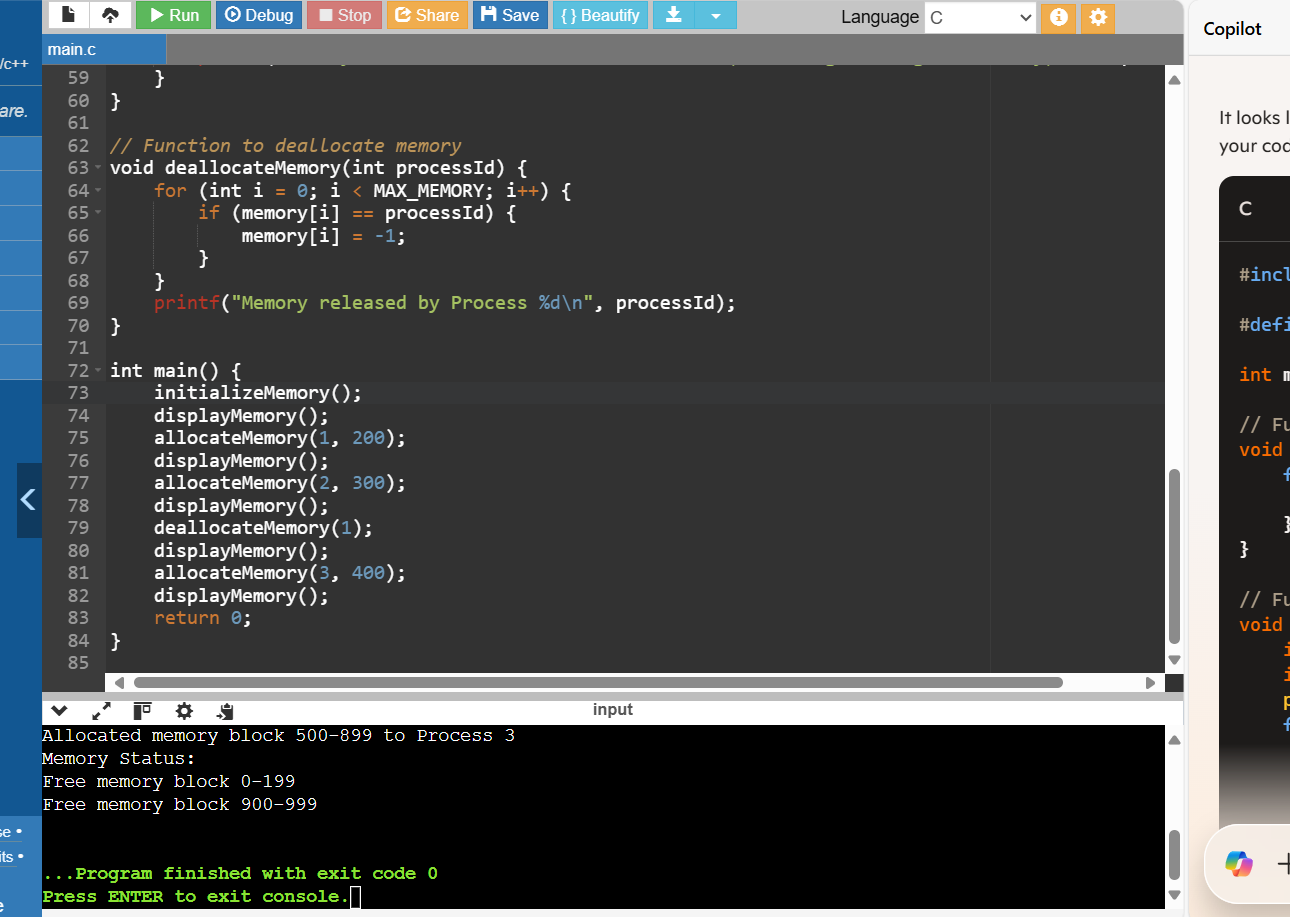 Run Debug Stop Share Save { } Beautify Language C
main.c
/c++
are.
59 }
60 }
61
62 // Function to deallocate memory
63 void deallocateMemory(int processId) {
64 for (int i = 0; i < MAX_MEMORY; i++) {
65 if (memory[i] == processId) {
66 memory[i] = -1;
67 }
68 }
69 printf("Memory released by Process %d\n", processId);
70 }
71
72 int main() {
73 initializeMemory();
74 displayMemory();
75 allocateMemory(1, 200);
76 displayMemory();
77 allocateMemory(2, 300);
78 displayMemory();
79 deallocateMemory(1);
80 displayMemory();
81 allocateMemory(3, 400);
82 displayMemory();
83 return 0;
84 }
85
input
Allocated memory block 500-899 to Process 3
Memory Status:
Free memory block 0-199
Free memory block 900-999
...Program finished with exit code 0
Press ENTER to exit console.
se •
its •
e
Copilot
It looks l
your cod
C
#incl
#defi
int m
// Fu
void
f
}
}
// Fu
void
i
i
p
f